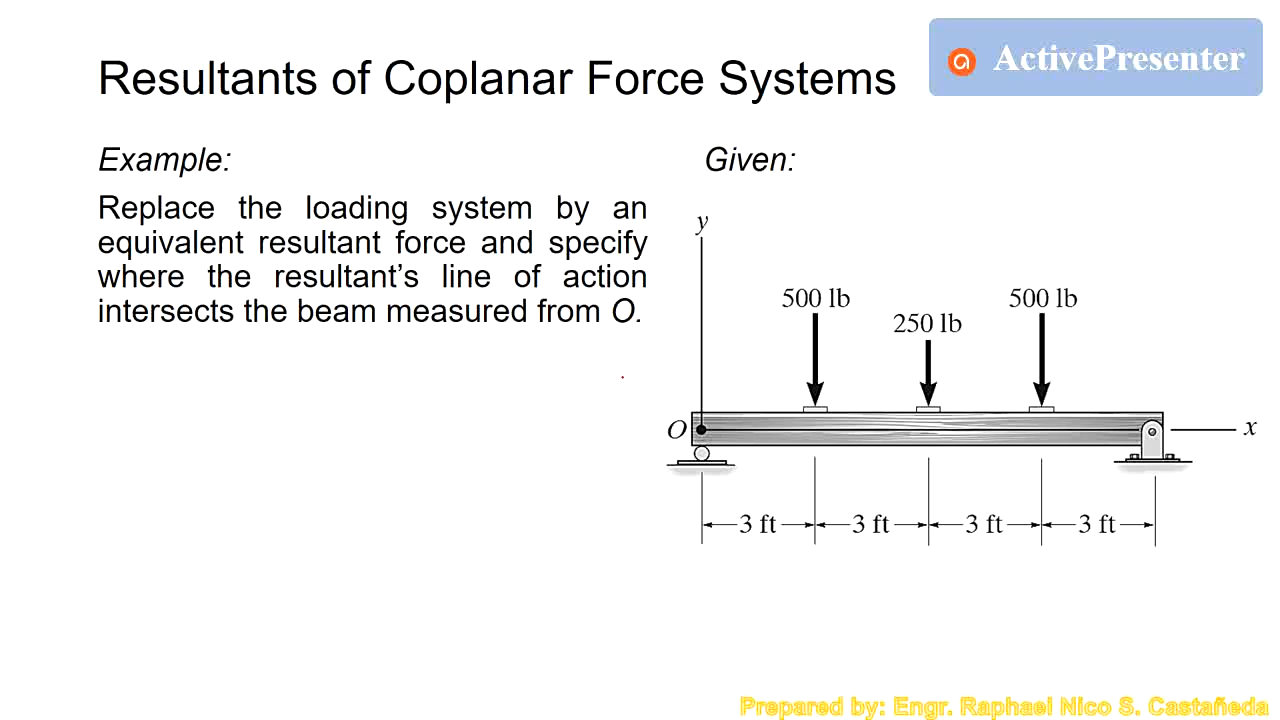 Resultants of Coplanar Force Systems
ActivePresenter
Example:
Replace the loading system by an
equivalent resultant force and specify
where the resultant’s line of action
intersects the beam measured from O.
Given:
y
500 lb
500 lb
250 lb
O
x
3 ft
3 ft
3 ft
3 ft
Prepared by: Engr. Raphael Nico S. Castañeda